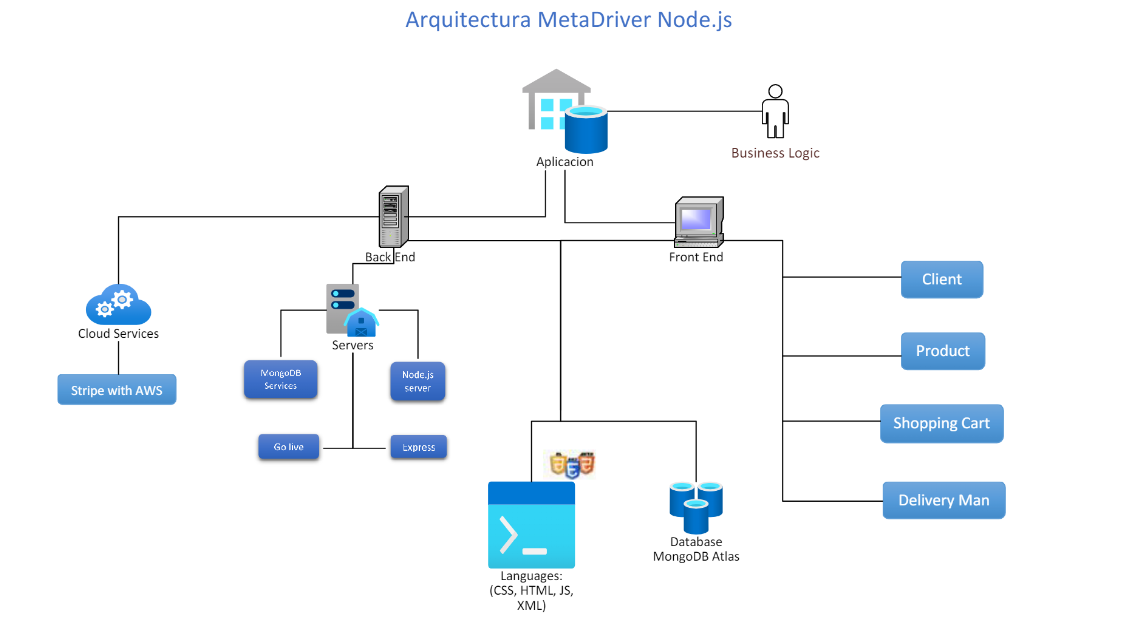 Arquitectura MetaDriver Node.js
Aplicacion
Business Logic
Back End
Front End
Cloud Services
Stripe with AWS
Servers
MongoDB
Services
Node.js
server
Go live
Express
Client
Product
Shopping Cart
Delivery Man
Languages:
(CSS, HTML, JS,
XML)
Database
MongoDB Atlas